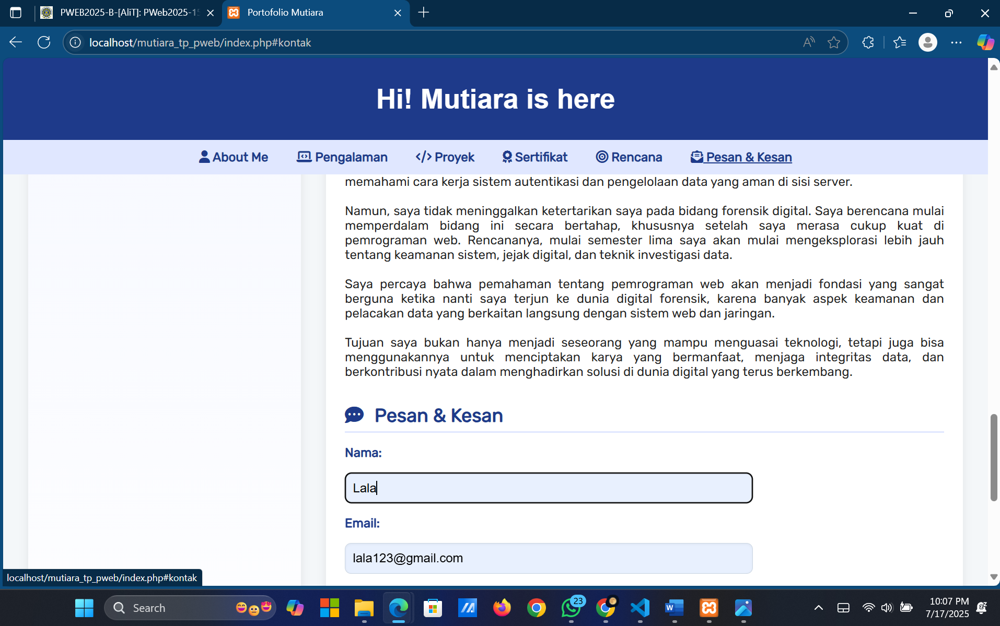 PWEB2025-B-[AliT]: PWeb2025-15
Portofolio Mutiara
localhost/mutiara_tp_pweb/index.php#kontak
Hi! Mutiara is here
About Me
Pengalaman
Proyek
Sertifikat
Rencana
Pesan & Kesan
memahami cara kerja sistem autentikasi dan pengelolaan data yang aman di sisi server.
Namun, saya tidak meninggalkan ketertarikan saya pada bidang forensik digital. Saya berencana mulai
memperdalam bidang ini secara bertahap, khususnya setelah saya merasa cukup kuat di
pemrograman web. Rencananya, mulai semester lima saya akan mulai mengeksplorasi lebih jauh
tentang keamanan sistem, jejak digital, dan teknik investigasi data.
Saya percaya bahwa pemahaman tentang pemrograman web akan menjadi fondasi yang sangat
berguna ketika nanti saya terjun ke dunia digital forensik, karena banyak aspek keamanan dan
pelacakan data yang berkaitan langsung dengan sistem web dan jaringan.
Tujuan saya bukan hanya menjadi seseorang yang mampu menguasai teknologi, tetapi juga bisa
menggunakannya untuk menciptakan karya yang bermanfaat, menjaga integritas data, dan
berkontribusi nyata dalam menghadirkan solusi di dunia digital yang terus berkembang.
Pesan & Kesan
Nama:
Lala
Email:
lala123@gmail.com
localhost/mutiara_tp_pweb/index.php#kontak
Search
23
10:07 PM
7/17/2025